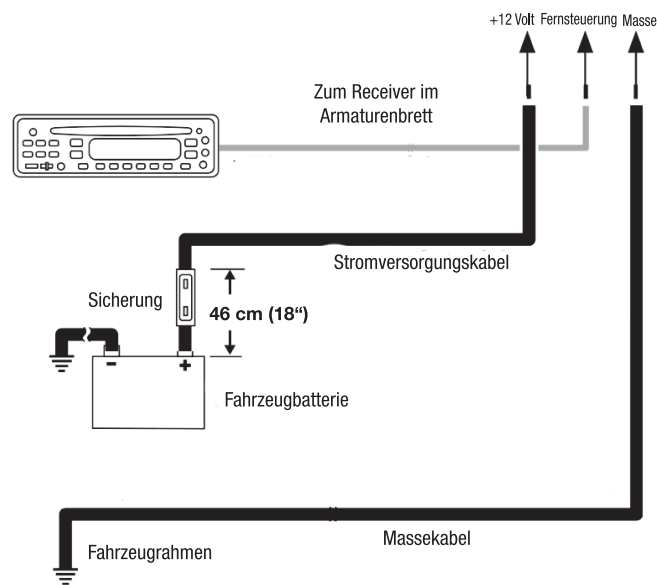 +12 Volt Fernsteuerung Masse
Zum Receiver im
Armaturenbrett
Stromversorgungskabel
Sicherung
46 cm (18“)
- +
Fahrzeugbatterie
Massekabel
Fahrzeugrahmen